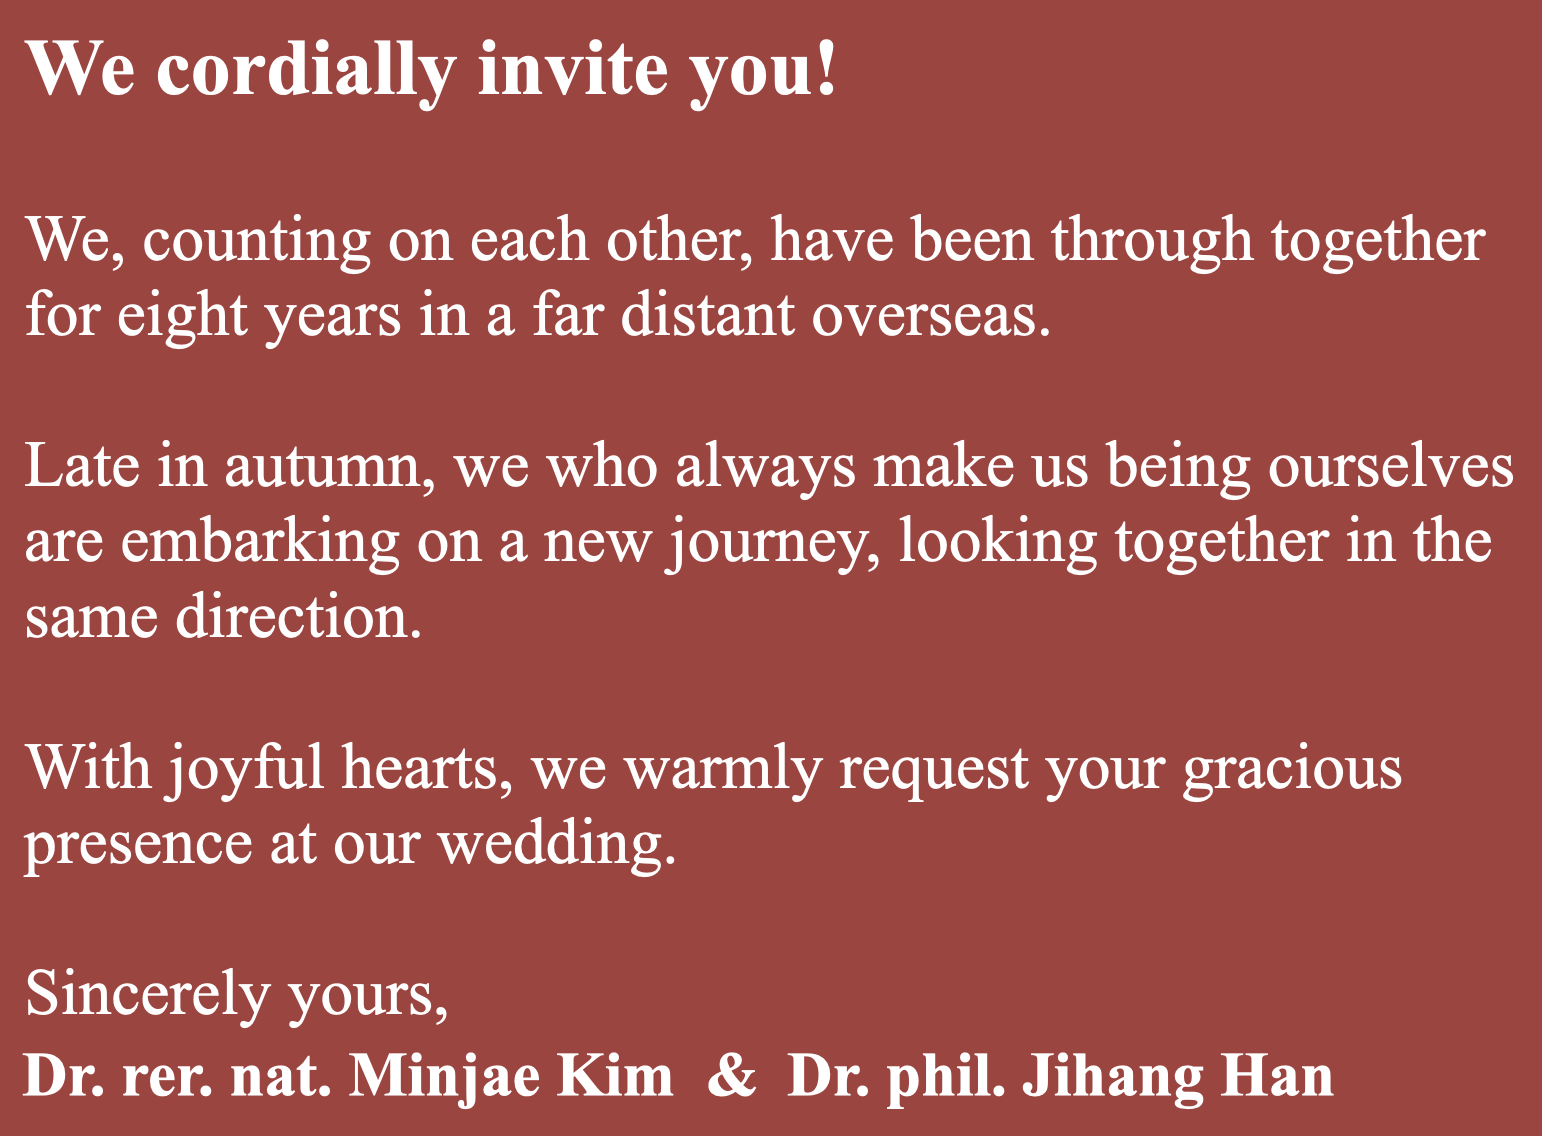 We cordially invite you!
We, counting on each other, have been through together
for eight years in a far distant overseas.
Late in autumn, we who always make us being ourselves
are embarking on a new journey, looking together in the
same direction.
With joyful hearts, we warmly request your gracious
presence at our wedding.
Sincerely yours,
Dr. rer. nat. Minjae Kim & Dr. phil. Jihang Han